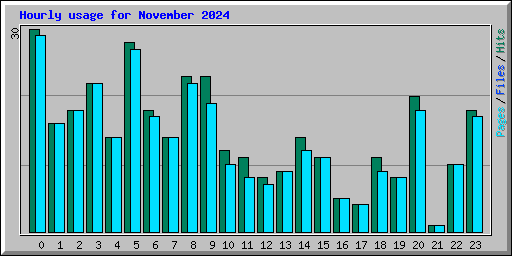 Hourly usage for November 2024
30
Pages / Files / Hits
0 1 2 3 4 5 6 7 8 9 10 11 12 13 14 15 16 17 18 19 20 21 22 23